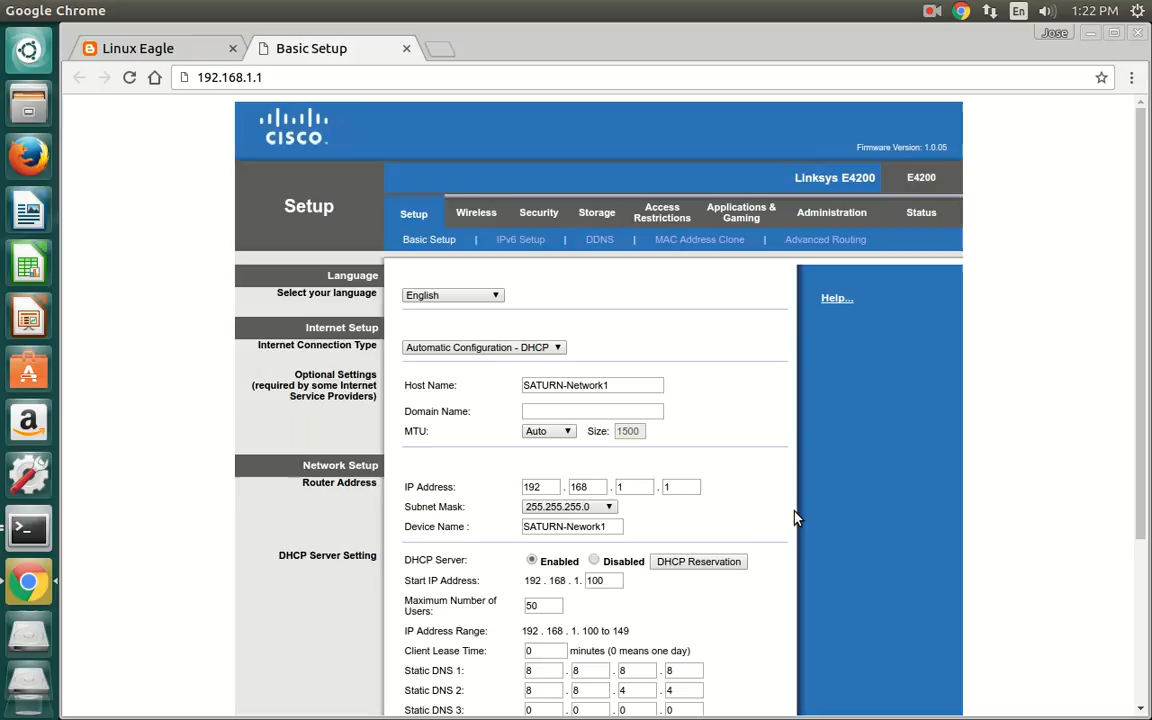 Google Chrome
En
1:22 PM
Jose
Linux Eagle
Basic Setup
192.168.1.1
CISCO
Firmware Version: 1.0.05
Linksys E4200
E4200
Setup
Setup
Wireless
Security
Storage
Access Restrictions
Applications & Gaming
Administration
Status
Basic Setup | IPv6 Setup | DDNS | MAC Address Clone | Advanced Routing
Language
Select your language
English
Help...
Internet Setup
Internet Connection Type
Automatic Configuration - DHCP
Optional Settings
(required by some Internet
Service Providers)
Host Name: SATURN-Network1
Domain Name:
MTU: Auto Size: 1500
Network Setup
Router Address
IP Address: 192 . 168 . 1 . 1
Subnet Mask: 255.255.255.0
Device Name : SATURN-Nework1
DHCP Server Setting
DHCP Server: Enabled Disabled DHCP Reservation
Start IP Address: 192 . 168 . 1. 100
Maximum Number of
Users: 50
IP Address Range: 192 . 168 . 1. 100 to 149
Client Lease Time: 0 minutes (0 means one day)
Static DNS 1: 8 . 8 . 8 . 8
Static DNS 2: 8 . 8 . 4 . 4
Static DNS 3: 0 . 0 . 0 . 0